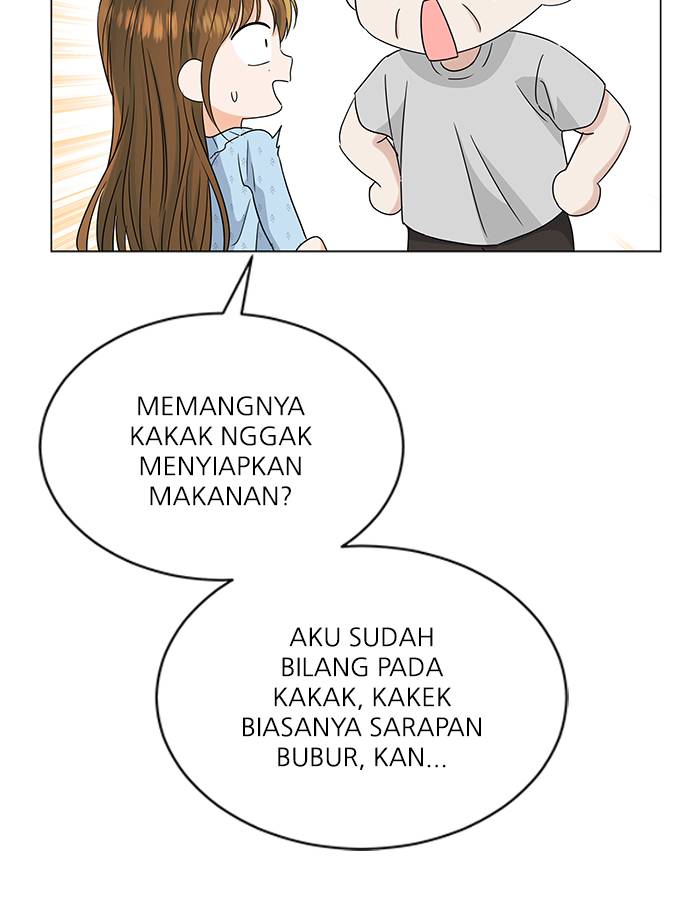 MEMANGNYA
KAKAK NGGAK
MENYIAPKAN
MAKANAN?
AKU SUDAH
BILANG PADA
KAKAK, KAKEK
BIASANYA SARAPAN
BUBUR, KAN...